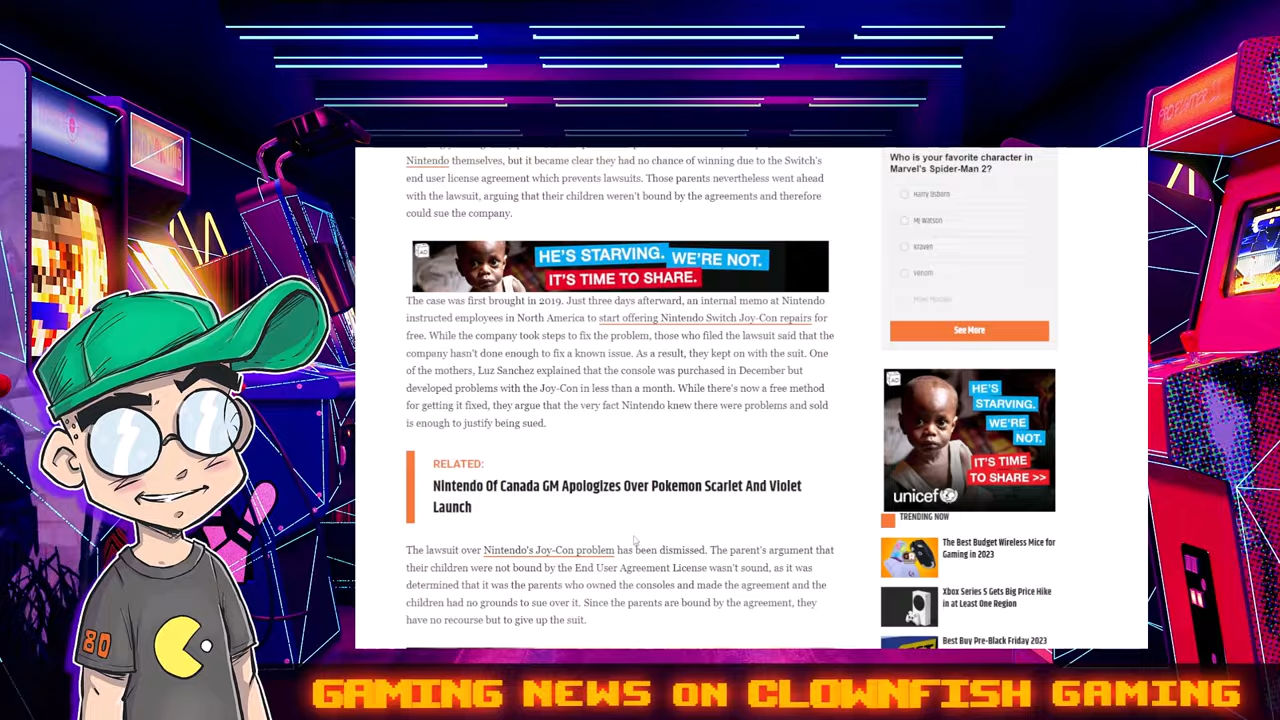 Nintendo themselves, but it became clear they had no chance of winning due to the Switch's
end user license agreement which prevents lawsuits. Those parents nevertheless went ahead
with the lawsuit, arguing that their children weren't bound by the agreements and therefore
could sue the company.
HE'S STARVING. WE'RE NOT.
IT'S TIME TO SHARE.
The case was first brought in 2019. Just three days afterward, an internal memo at Nintendo
instructed employees in North America to start offering Nintendo Switch Joy-Con repairs for
free. While the company took steps to fix the problem, those who filed the lawsuit said that the
company hasn't done enough to fix a known issue. As a result, they kept on with the suit. One
of the mothers, Luz Sanchez explained that the console was purchased in December but
developed problems with the Joy-Con in less than a month. While there's now a free method
for getting it fixed, they argue that the very fact Nintendo knew there were problems and sold
is enough to justify being sued.
RELATED:
Nintendo Of Canada GM Apologizes Over Pokemon Scarlet And Violet
Launch
The lawsuit over Nintendo's Joy-Con problem has been dismissed. The parent's argument that
their children were not bound by the End User Agreement License wasn't sound, as it was
determined that it was the parents who owned the consoles and made the agreement and the
children had no grounds to sue over it. Since the parents are bound by the agreement, they
have no recourse but to give up the suit.
Who is your favorite character in
Marvel's Spider-Man 2?
Harry Osborn
MJ Watson
Kraven
Venom
Miles Morales
See More
HE'S
STARVING.
WE'RE
NOT.
IT'S TIME
TO SHARE >>
unicef
TRENDING NOW
The Best Budget Wireless Mice for
Gaming in 2023
Xbox Series S Gets Big Price Hike
in at Least One Region
Best Buy Pre-Black Friday 2023
80
GAMING NEWS ON CLOWNFISH GAMING